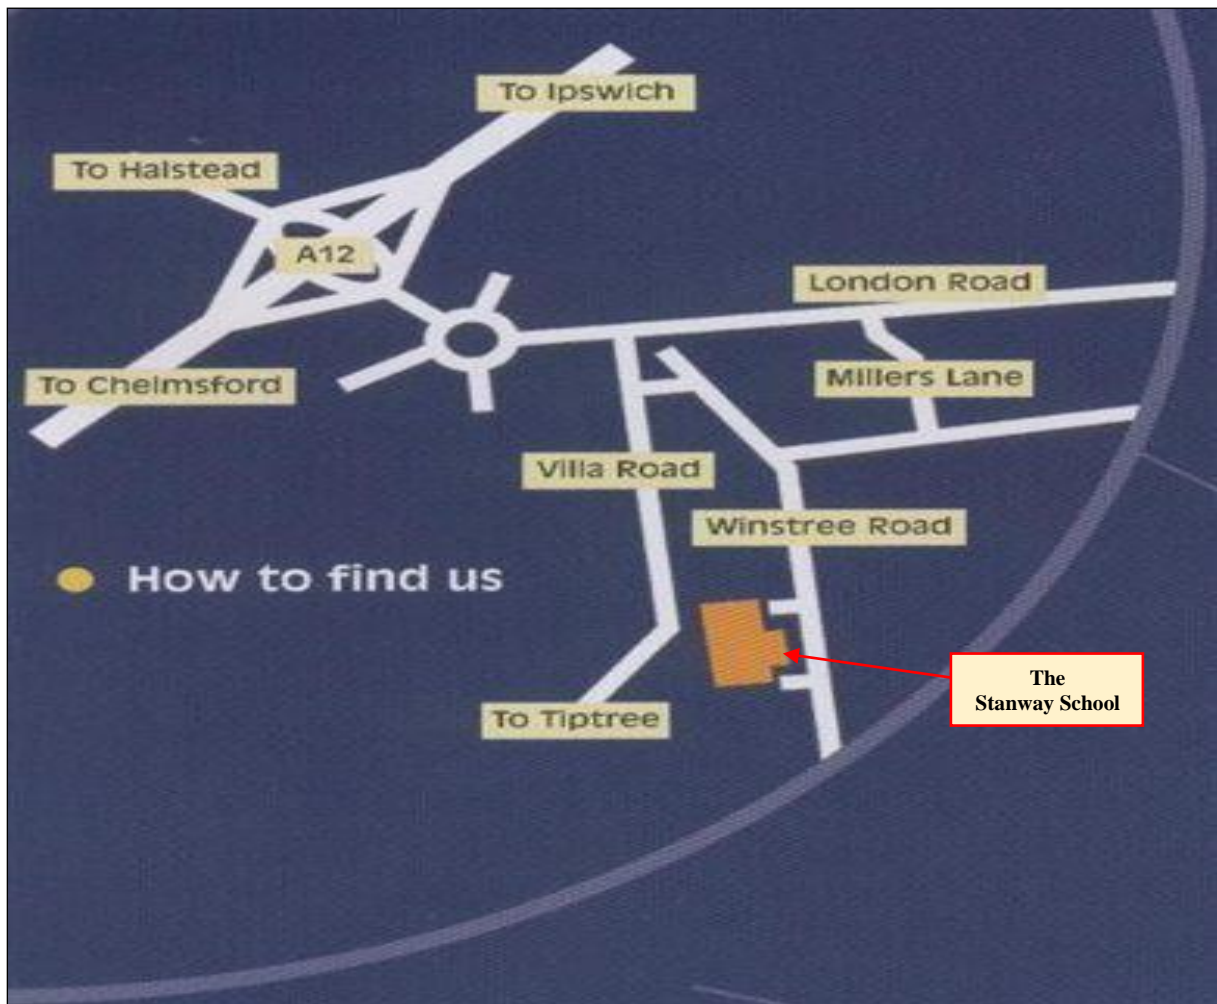 To Ipswich
To Halstead
A12
London Road
To Chelmsford
Millers Lane
Villa Road
Winstree Road
How to find us
The
Stanway School
To Tiptree